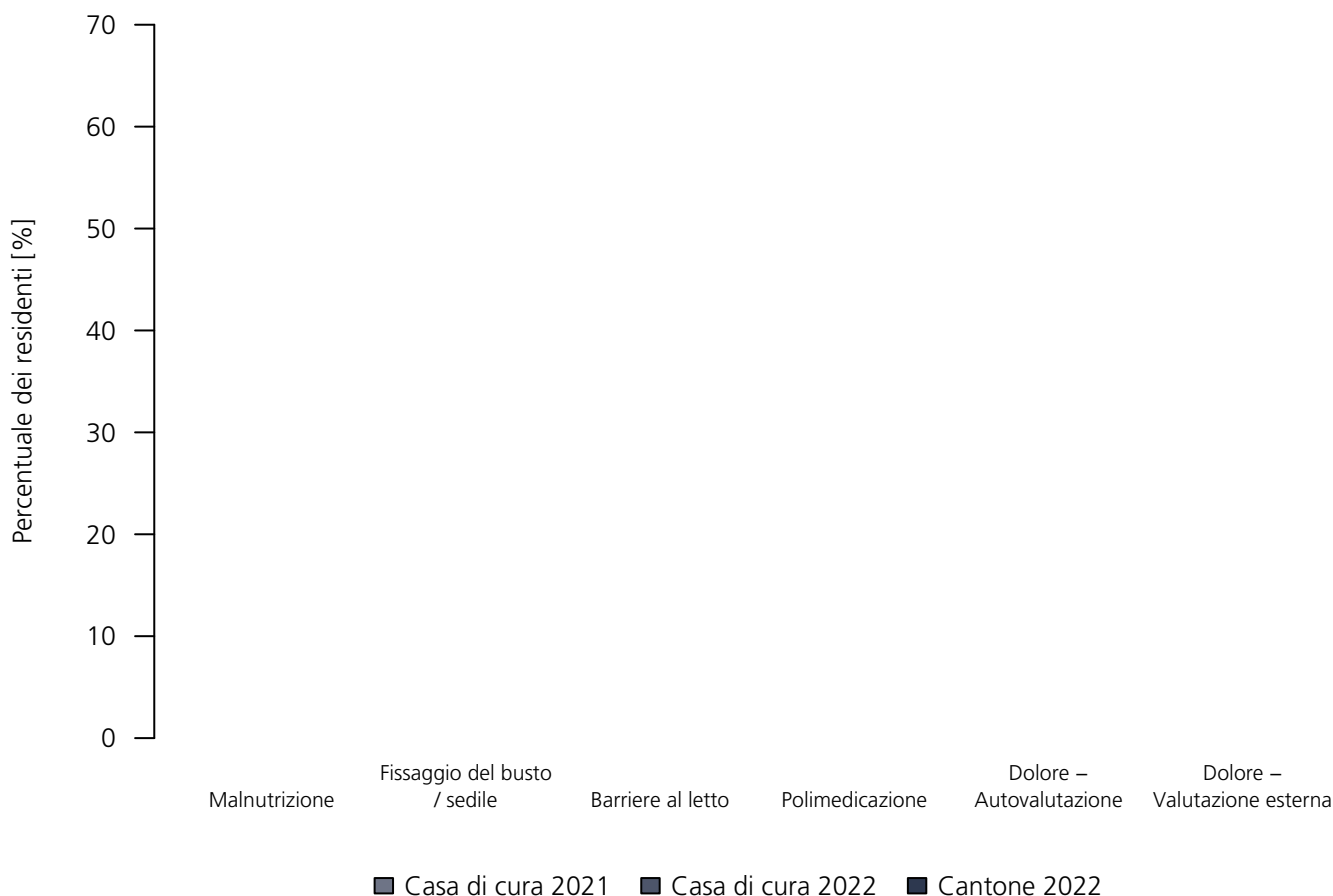 70
60
50
40
30
20
10
0
Percentuale dei residenti [%]
Malnutrizione
Fissaggio del busto
/ sedile
Barriere al letto
Polimedicazione
Dolore –
Autovalutazione
Dolore –
Valutazione esterna
Casa di cura 2021
Casa di cura 2022
Cantone 2022